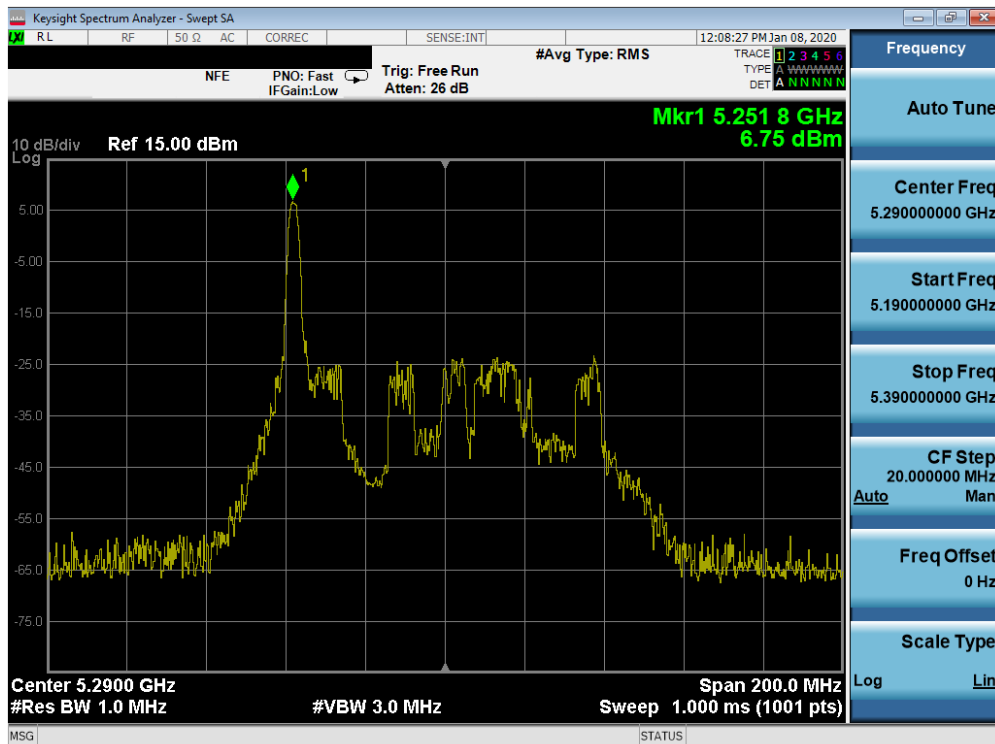 Keysight Spectrum Analyzer - Swept SA
LXI RL RF 50 Ω AC CORREC SENSE:INT 12:08:27 PM Jan 08, 2020
NFE PNO: Fast IFGain:Low Trig: Free Run Atten: 26 dB #Avg Type: RMS
TRACE 1 2 3 4 5 6
TYPE A WWWWW
DET A N N N N N
Mkr1 5.251 8 GHz
6.75 dBm
10 dB/div Ref 15.00 dBm
Log
1
5.00
-5.00
-15.0
-25.0
-35.0
-45.0
-55.0
-65.0
-75.0
Center 5.2900 GHz Span 200.0 MHz
#Res BW 1.0 MHz #VBW 3.0 MHz Sweep 1.000 ms (1001 pts)
MSG STATUS
Frequency
Auto Tune
Center Freq
5.290000000 GHz
Start Freq
5.190000000 GHz
Stop Freq
5.390000000 GHz
CF Step
20.000000 MHz
Auto Man
Freq Offset
0 Hz
Scale Type
Log Lin